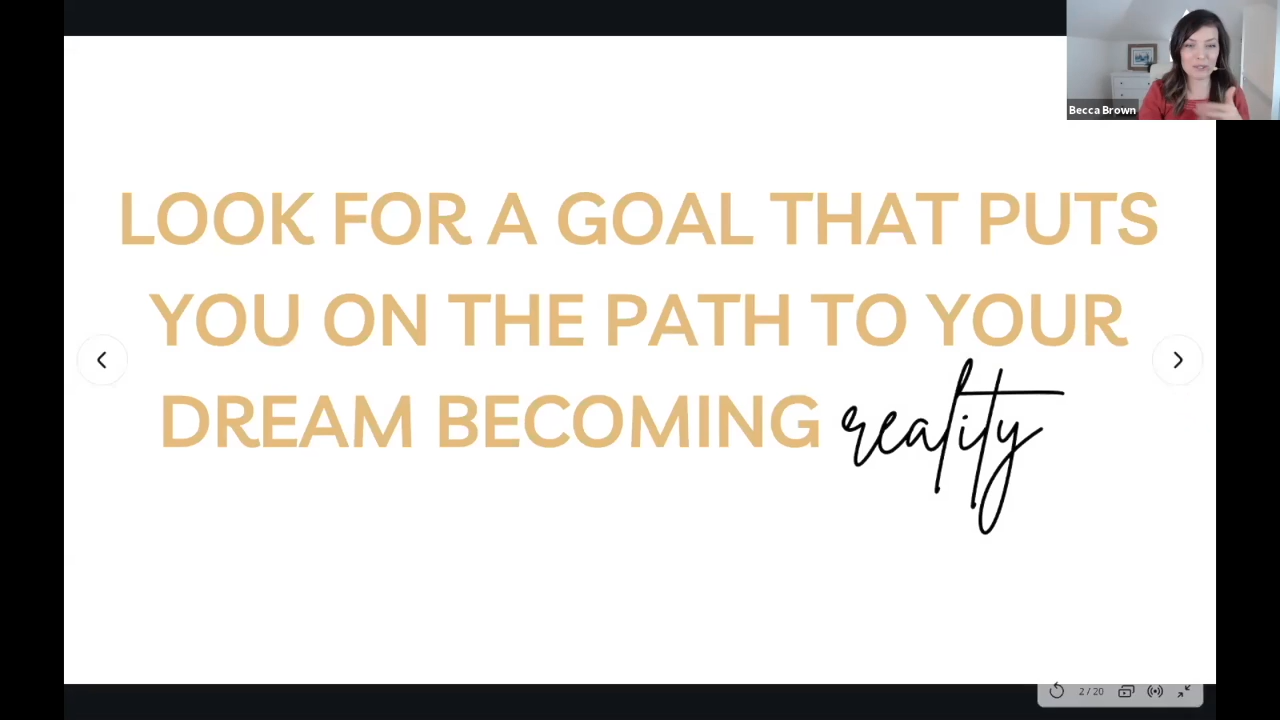 Becca Brown
LOOK FOR A GOAL THAT PUTS
YOU ON THE PATH TO YOUR
DREAM BECOMING reality
2 / 20